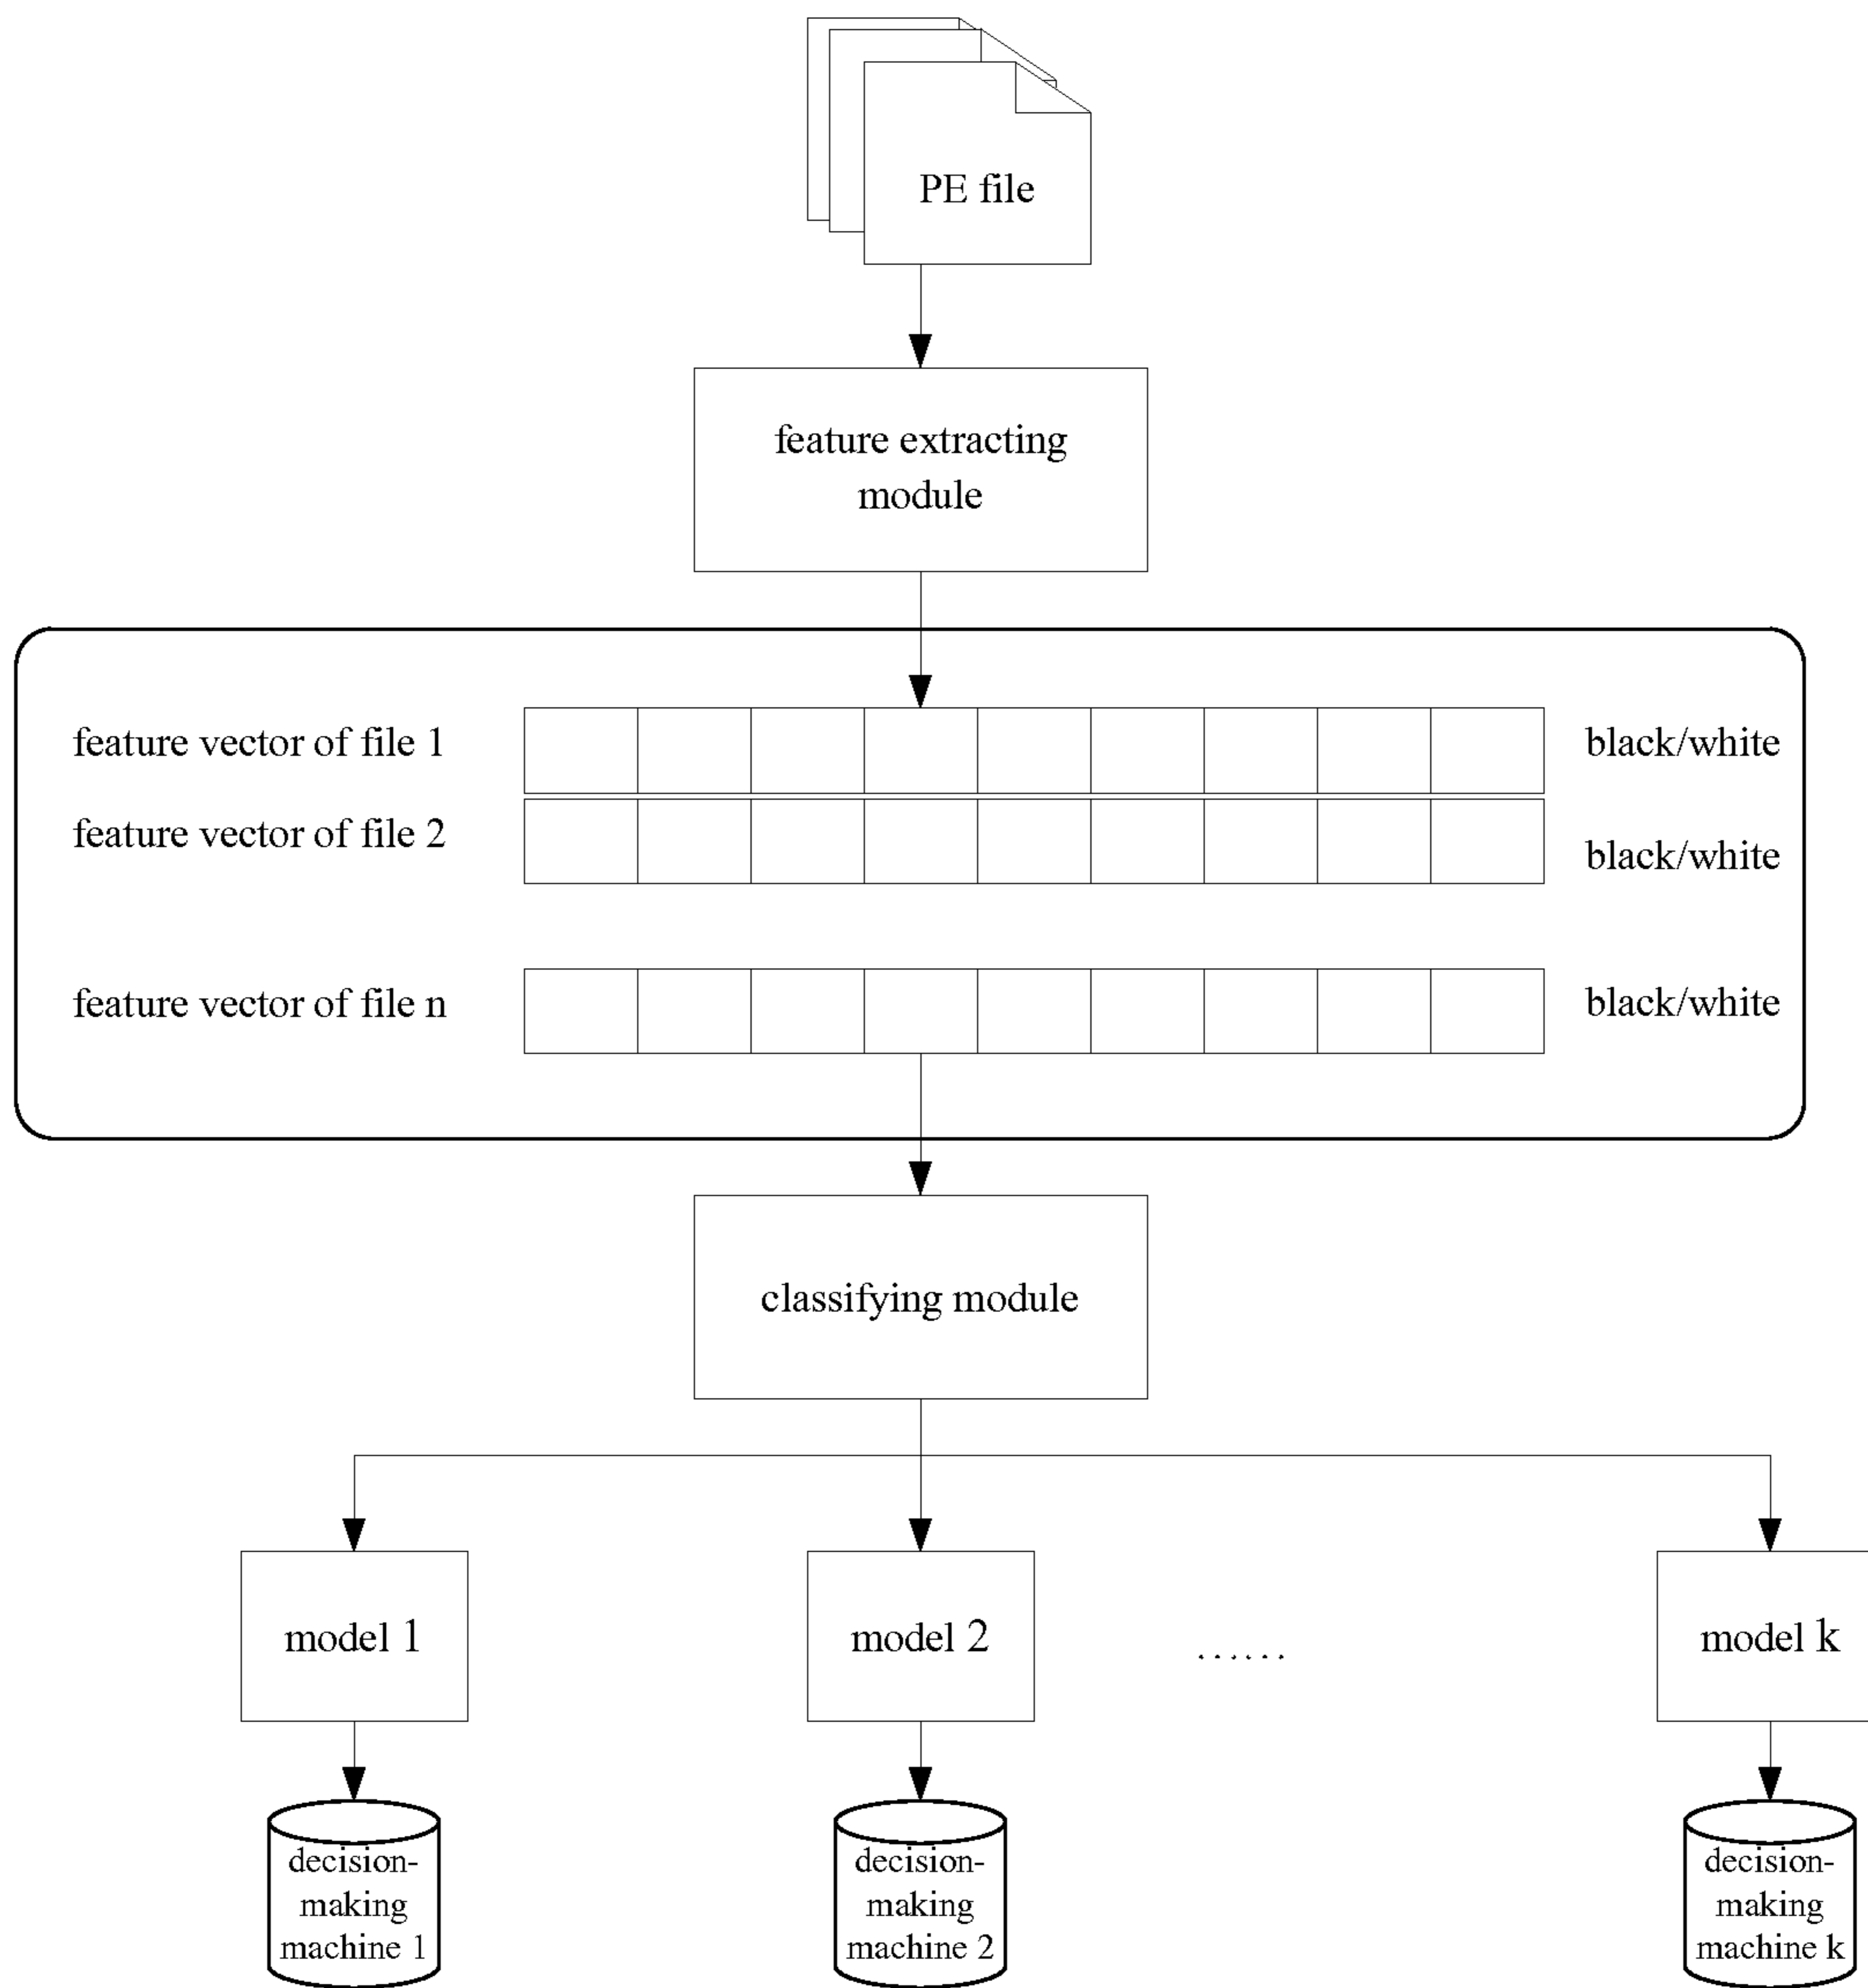 PE file
feature extracting
module
feature vector of file 1
black/white
feature vector of file 2
black/white
feature vector of file n
black/white
classifying module
model 1
model 2
......
model k
decision-
making
machine 1
decision-
making
machine 2
decision-
making
machine k